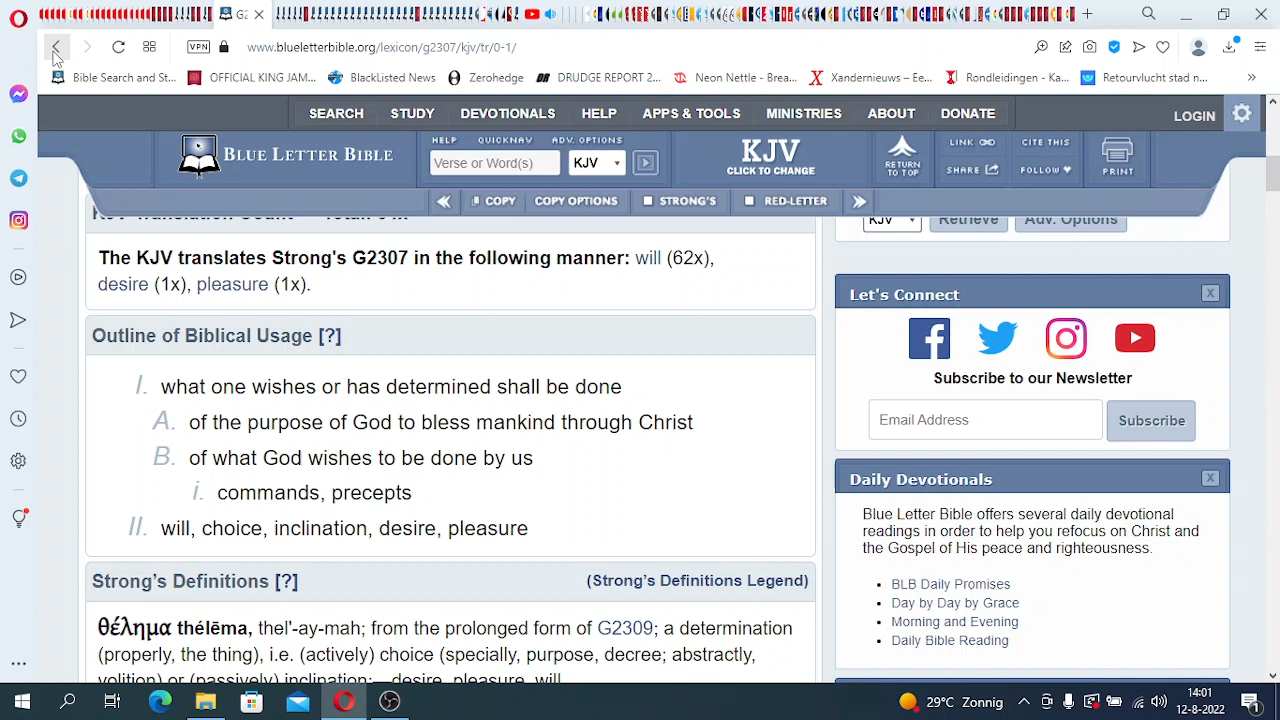 G2
VPN
www.blueletterbible.org/lexicon/g2307/kjv/tr/0-1/
Bible Search and St...
OFFICIAL KING JAM...
BlackListed News
Zerohedge
DRUDGE REPORT 2...
Neon Nettle - Brea...
Xandernieuws – Ee...
Rondleidingen - Ka...
Retourvlucht stad n...
SEARCH STUDY DEVOTIONALS HELP APPS & TOOLS MINISTRIES ABOUT DONATE
LOGIN
BLUE LETTER BIBLE
HELP QUICKNAV ADV. OPTIONS
Verse or Word(s)
KJV
KJV
CLICK TO CHANGE
RETURN
TO TOP
LINK
CITE THIS
SHARE
FOLLOW
PRINT
COPY
COPY OPTIONS
STRONG'S
RED-LETTER
KJV
Retrieve
Adv. Options
The KJV translates Strong's G2307 in the following manner: will (62x),
desire (1x), pleasure (1x).
Outline of Biblical Usage [?]
I. what one wishes or has determined shall be done
A. of the purpose of God to bless mankind through Christ
B. of what God wishes to be done by us
i. commands, precepts
II. will, choice, inclination, desire, pleasure
Strong's Definitions [?]
(Strong's Definitions Legend)
θέλημα thélēma, thel'-ay-mah; from the prolonged form of G2309; a determination
(properly, the thing), i.e. (actively) choice (specially, purpose, decree; abstractly,
volition) or (passively) inclination:—desire, pleasure, will.
Let's Connect
X
Subscribe to our Newsletter
Email Address
Subscribe
Daily Devotionals
X
Blue Letter Bible offers several daily devotional
readings in order to help you refocus on Christ and
the Gospel of His peace and righteousness.
• BLB Daily Promises
• Day by Day by Grace
• Morning and Evening
• Daily Bible Reading
29°C Zonnig
14:01
12-8-2022
1